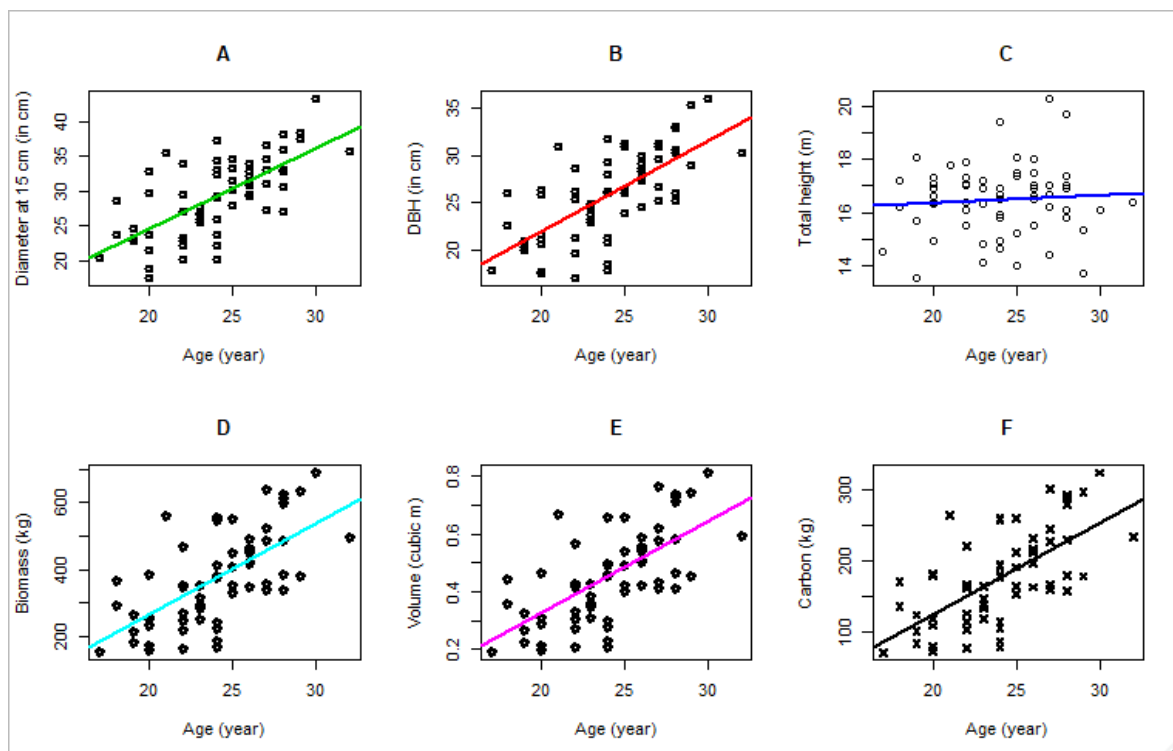 A
Diameter at 15 cm (in cm)
40
35
30
25
20
20 25 30
Age (year)
B
DBH (in cm)
35
30
25
20
20 25 30
Age (year)
C
Total height (m)
20
18
16
14
20 25 30
Age (year)
D
Biomass (kg)
600
400
200
20 25 30
Age (year)
E
Volume (cubic m)
0.8
0.6
0.4
0.2
20 25 30
Age (year)
F
Carbon (kg)
300
200
100
20 25 30
Age (year)